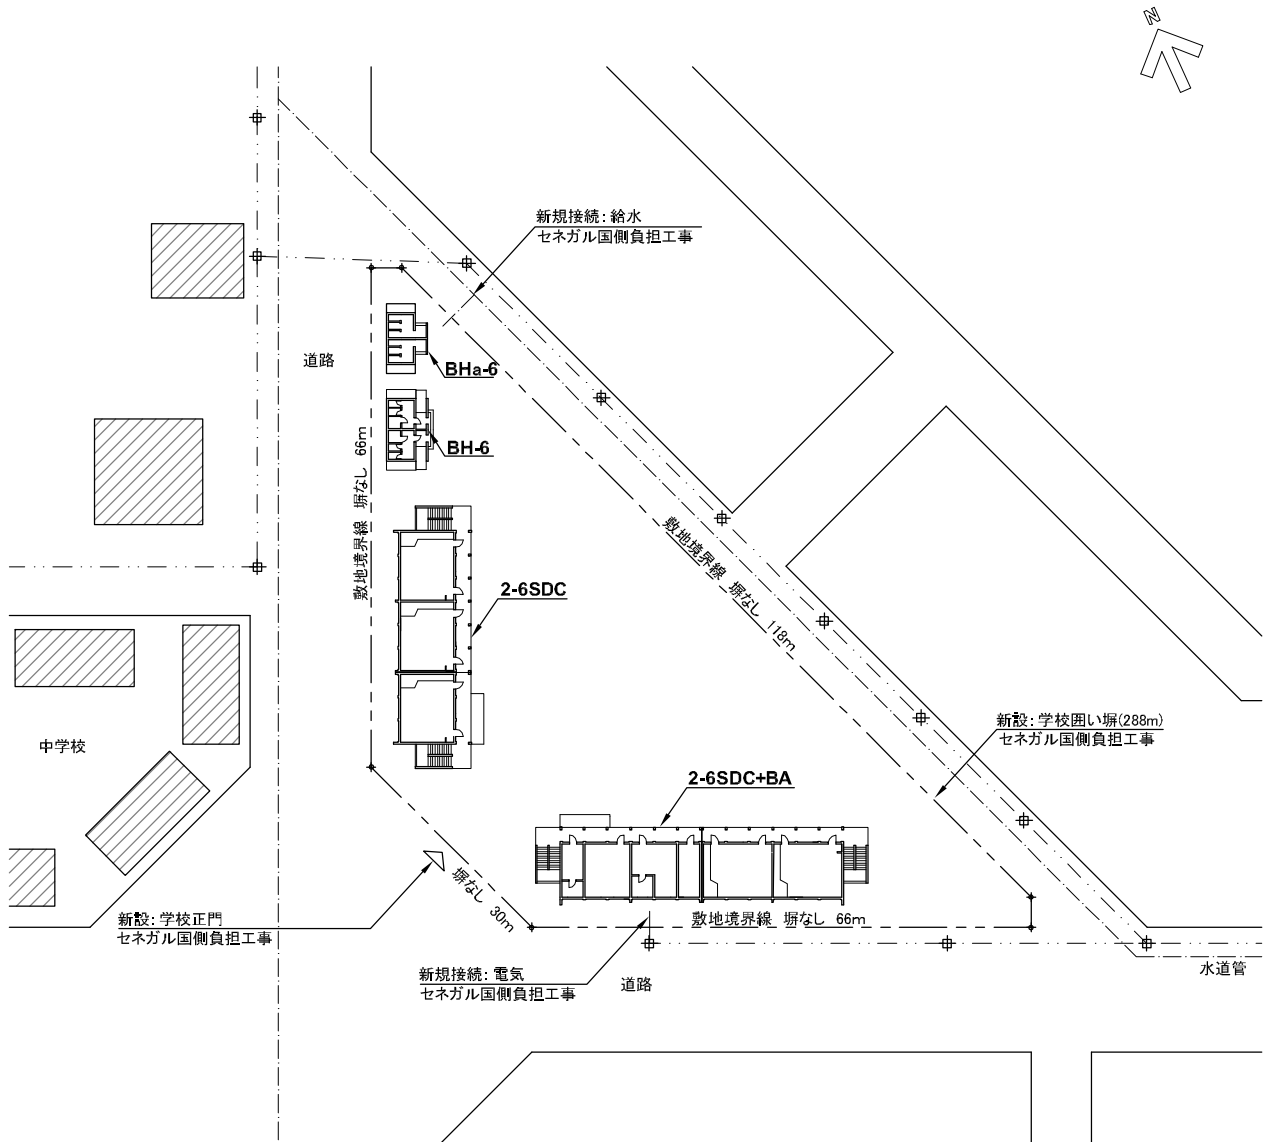 N
新規接続：給水
セネガル国側負担工事
道路
BHa-6
BH-6
敷地境界線 塀なし 66m
敷地境界線 塀なし 118m
2-6SDC
新設：学校囲い塀(288m)
セネガル国側負担工事
中学校
2-6SDC+BA
塀なし 30m
新設：学校正門
セネガル国側負担工事
敷地境界線 塀なし 66m
新規接続：電気
セネガル国側負担工事
道路
水道管